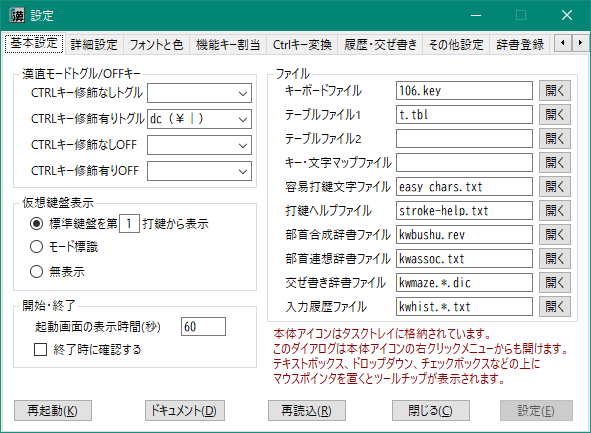 設定
基本設定 詳細設定 フォントと色 機能キー割当 Ctrlキー変換 履歴・交ぜ書き その他設定 辞書登録
漢直モードトグル/OFFキー
CTRLキー修飾なしトグル
CTRLキー修飾有りトグル dc (￥｜)
CTRLキー修飾なしOFF
CTRLキー修飾有りOFF
仮想鍵盤表示
標準鍵盤を第 1 打鍵から表示
モード標識
無表示
開始・終了
起動画面の表示時間(秒) 60
終了時に確認する
ファイル
キーボードファイル 106.key 開く
テーブルファイル1 t.tbl 開く
テーブルファイル2 開く
キー・文字マップファイル 開く
容易打鍵文字ファイル easy_chars.txt 開く
打鍵ヘルプファイル stroke-help.txt 開く
部首合成辞書ファイル kwbushu.rev 開く
部首連想辞書ファイル kwassoc.txt 開く
交ぜ書き辞書ファイル kwmaze.*.dic 開く
入力履歴ファイル kwhist.*.txt 開く
本体アイコンはタスクトレイに格納されています。
このダイアログは本体アイコンの右クリックメニューからも開けます。
テキストボックス、ドロップダウン、チェックボックスなどの上に
マウスポインタを置くとツールチップが表示されます。
再起動(K) ドキュメント(D) 再読込(R) 閉じる(C) 設定(E)